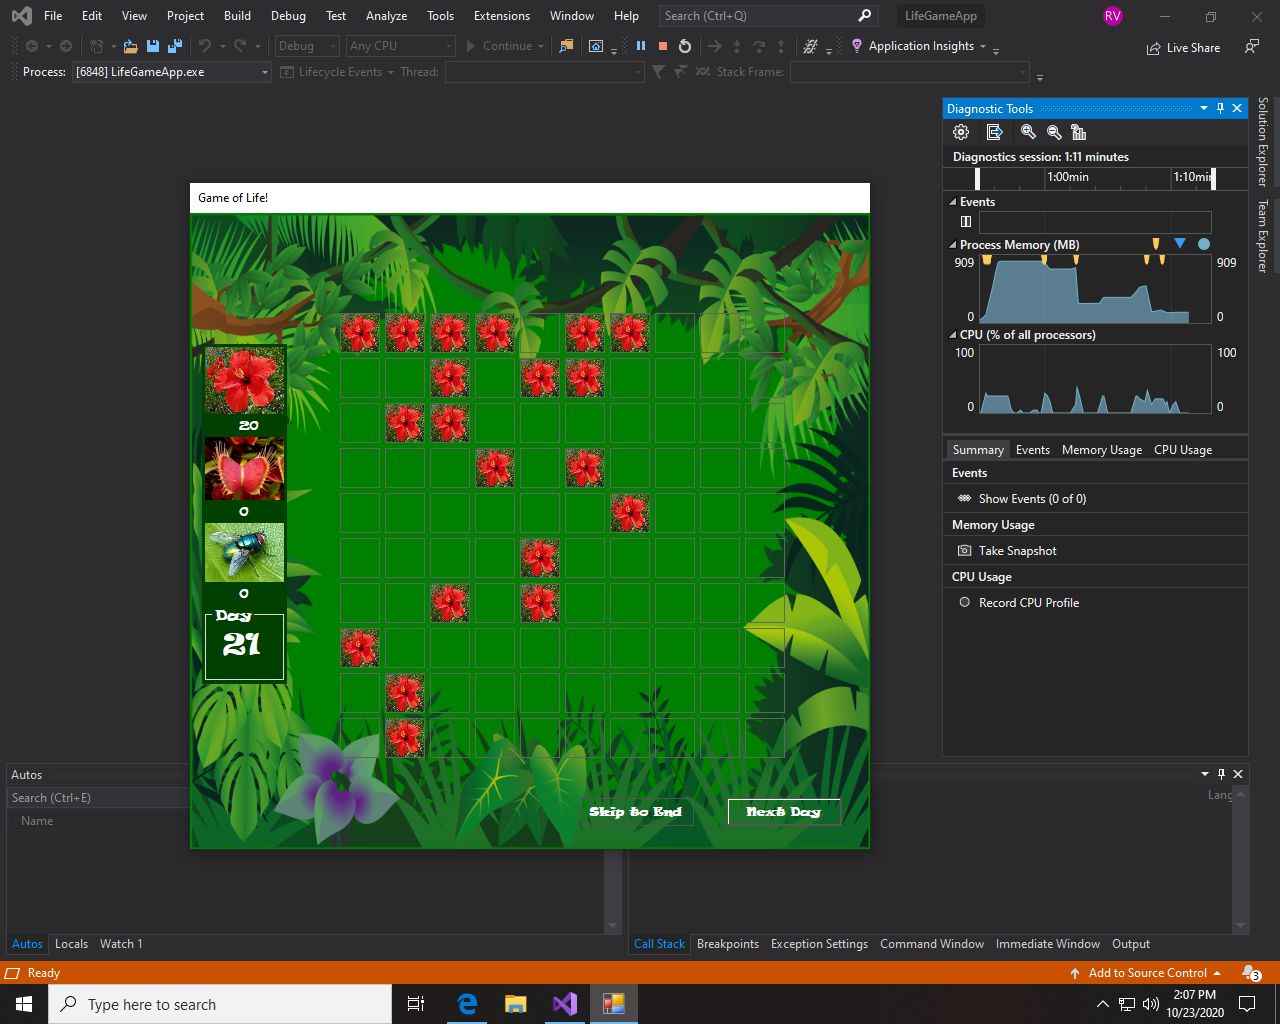 File Edit View Project Build Debug Test Analyze Tools Extensions Window Help Search (Ctrl+Q) LifeGameApp RV
Debug Any CPU Continue Application Insights Live Share
Process: [6848] LifeGameApp.exe Lifecycle Events Thread: Stack Frame:
Diagnostic Tools
Diagnostics session: 1:11 minutes
1:00min 1:10min
Events
Process Memory (MB)
909 909
0 0
CPU (% of all processors)
100 100
0 0
Summary Events Memory Usage CPU Usage
Events
Show Events (0 of 0)
Memory Usage
Take Snapshot
CPU Usage
Record CPU Profile
Solution Explorer
Team Explorer
Game of Life!
20
0
0
Day
21
Skip to End Next Day
Autos
Search (Ctrl+E)
Name
Lang
Autos Locals Watch 1
Call Stack Breakpoints Exception Settings Command Window Immediate Window Output
Ready Add to Source Control 3
Type here to search
2:07 PM
10/23/2020